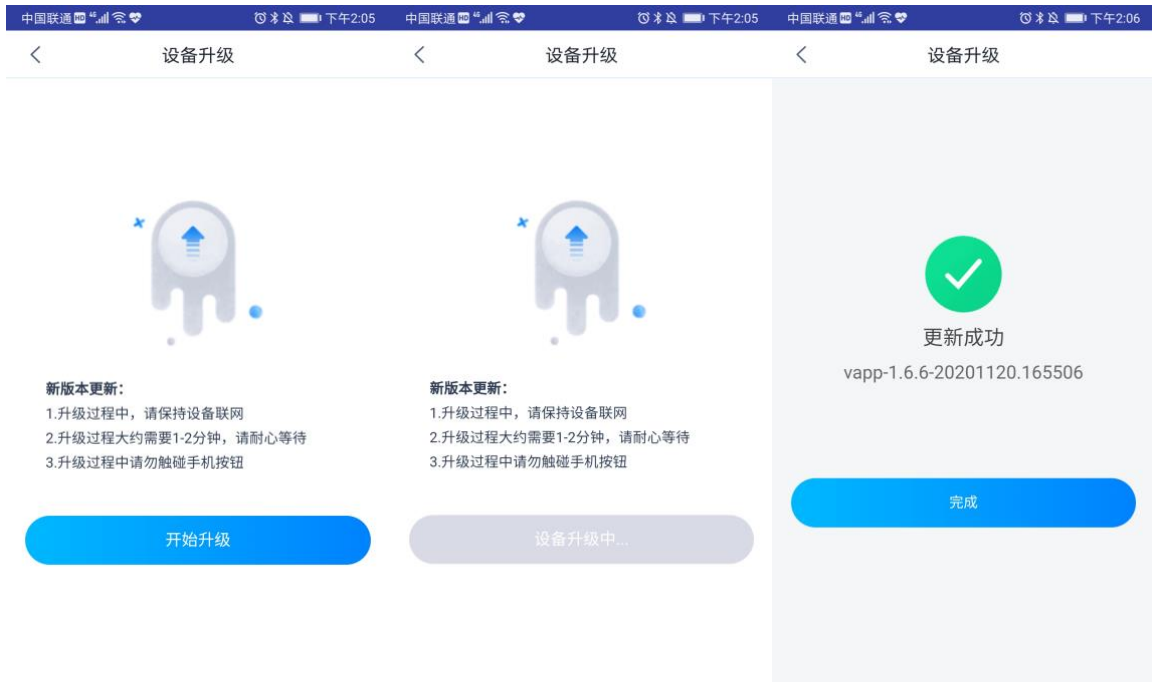 中国联通 HD 4G 下午2:05
设备升级
新版本更新：
1.升级过程中，请保持设备联网
2.升级过程大约需要1-2分钟，请耐心等待
3.升级过程中请勿触碰手机按钮
开始升级
中国联通 HD 4G 下午2:05
设备升级
新版本更新：
1.升级过程中，请保持设备联网
2.升级过程大约需要1-2分钟，请耐心等待
3.升级过程中请勿触碰手机按钮
设备升级中...
中国联通 HD 4G 下午2:06
设备升级
更新成功
vapp-1.6.6-20201120.165506
完成